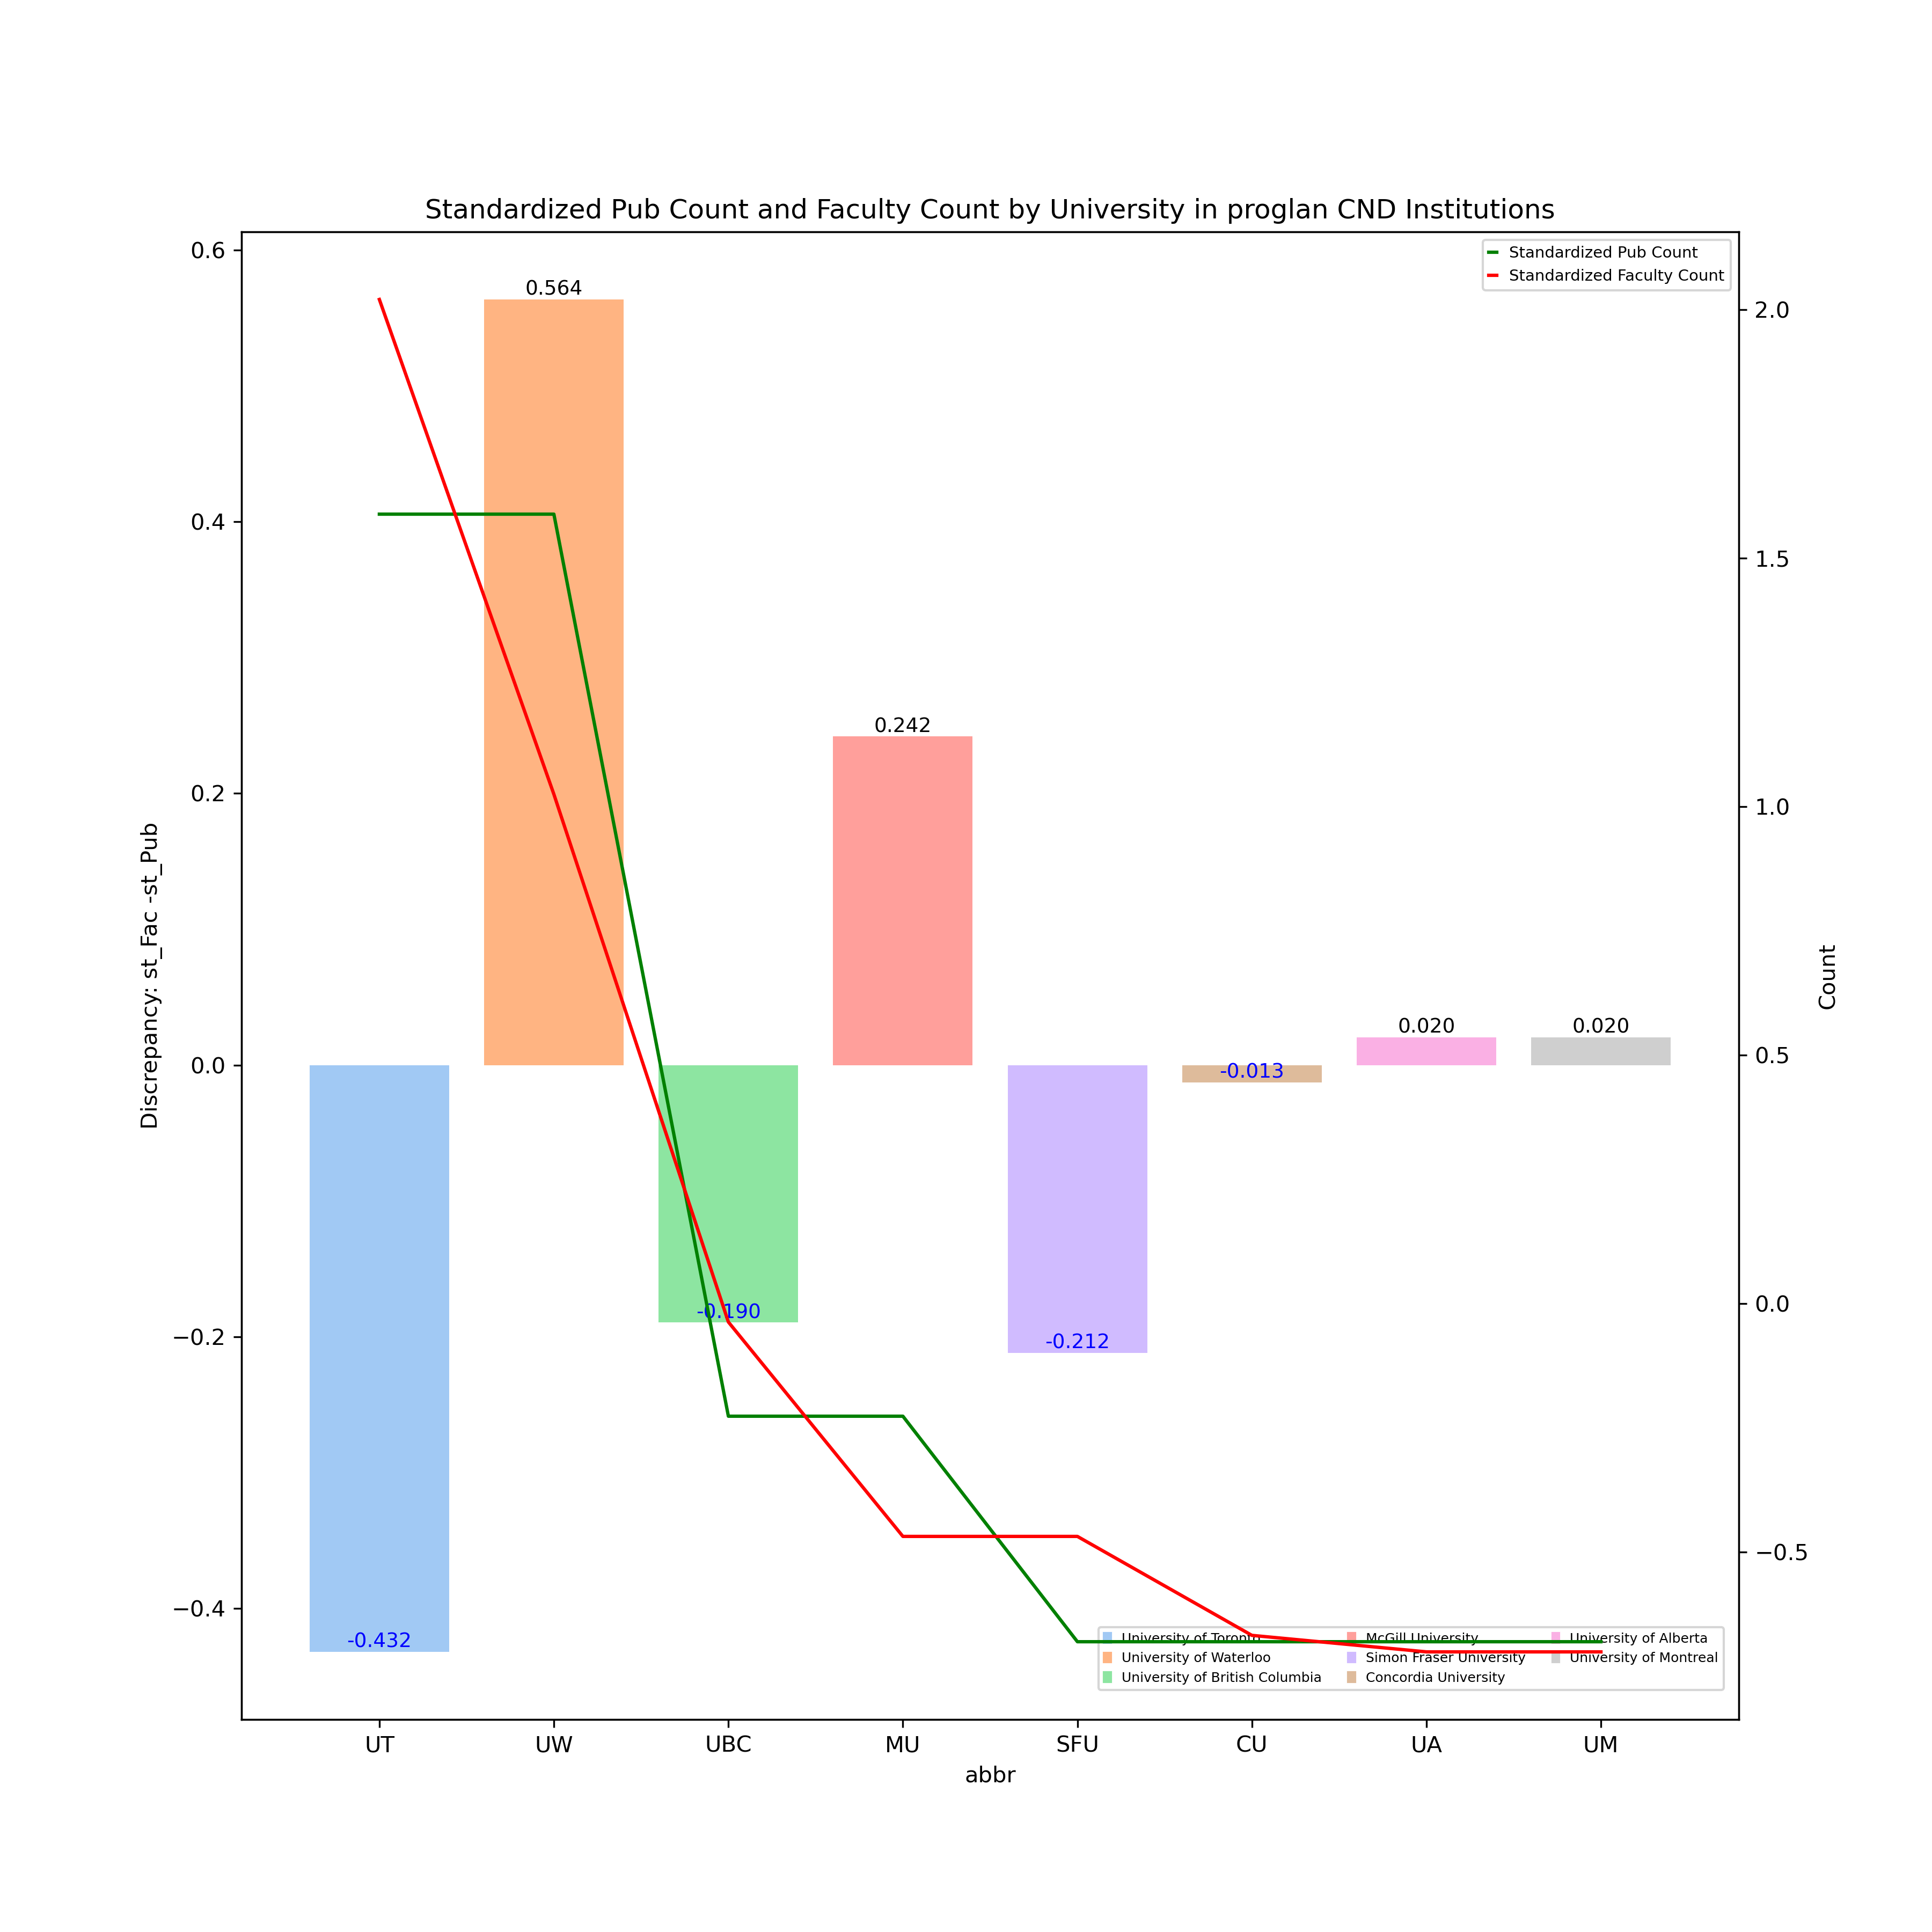 Standardized Pub Count and Faculty Count by University in proglan CND Institutions
Standardized Pub Count
Standardized Faculty Count
0.6
0.4
0.2
0.0
−0.2
−0.4
Discrepancy: st_Fac -st_Pub
2.0
1.5
1.0
0.5
0.0
−0.5
Count
-0.432
0.564
-0.190
0.242
-0.212
-0.013
0.020
0.020
University of Toronto
University of Waterloo
University of British Columbia
McGill University
Simon Fraser University
Concordia University
University of Alberta
University of Montreal
UT
UW
UBC
MU
SFU
CU
UA
UM
abbr